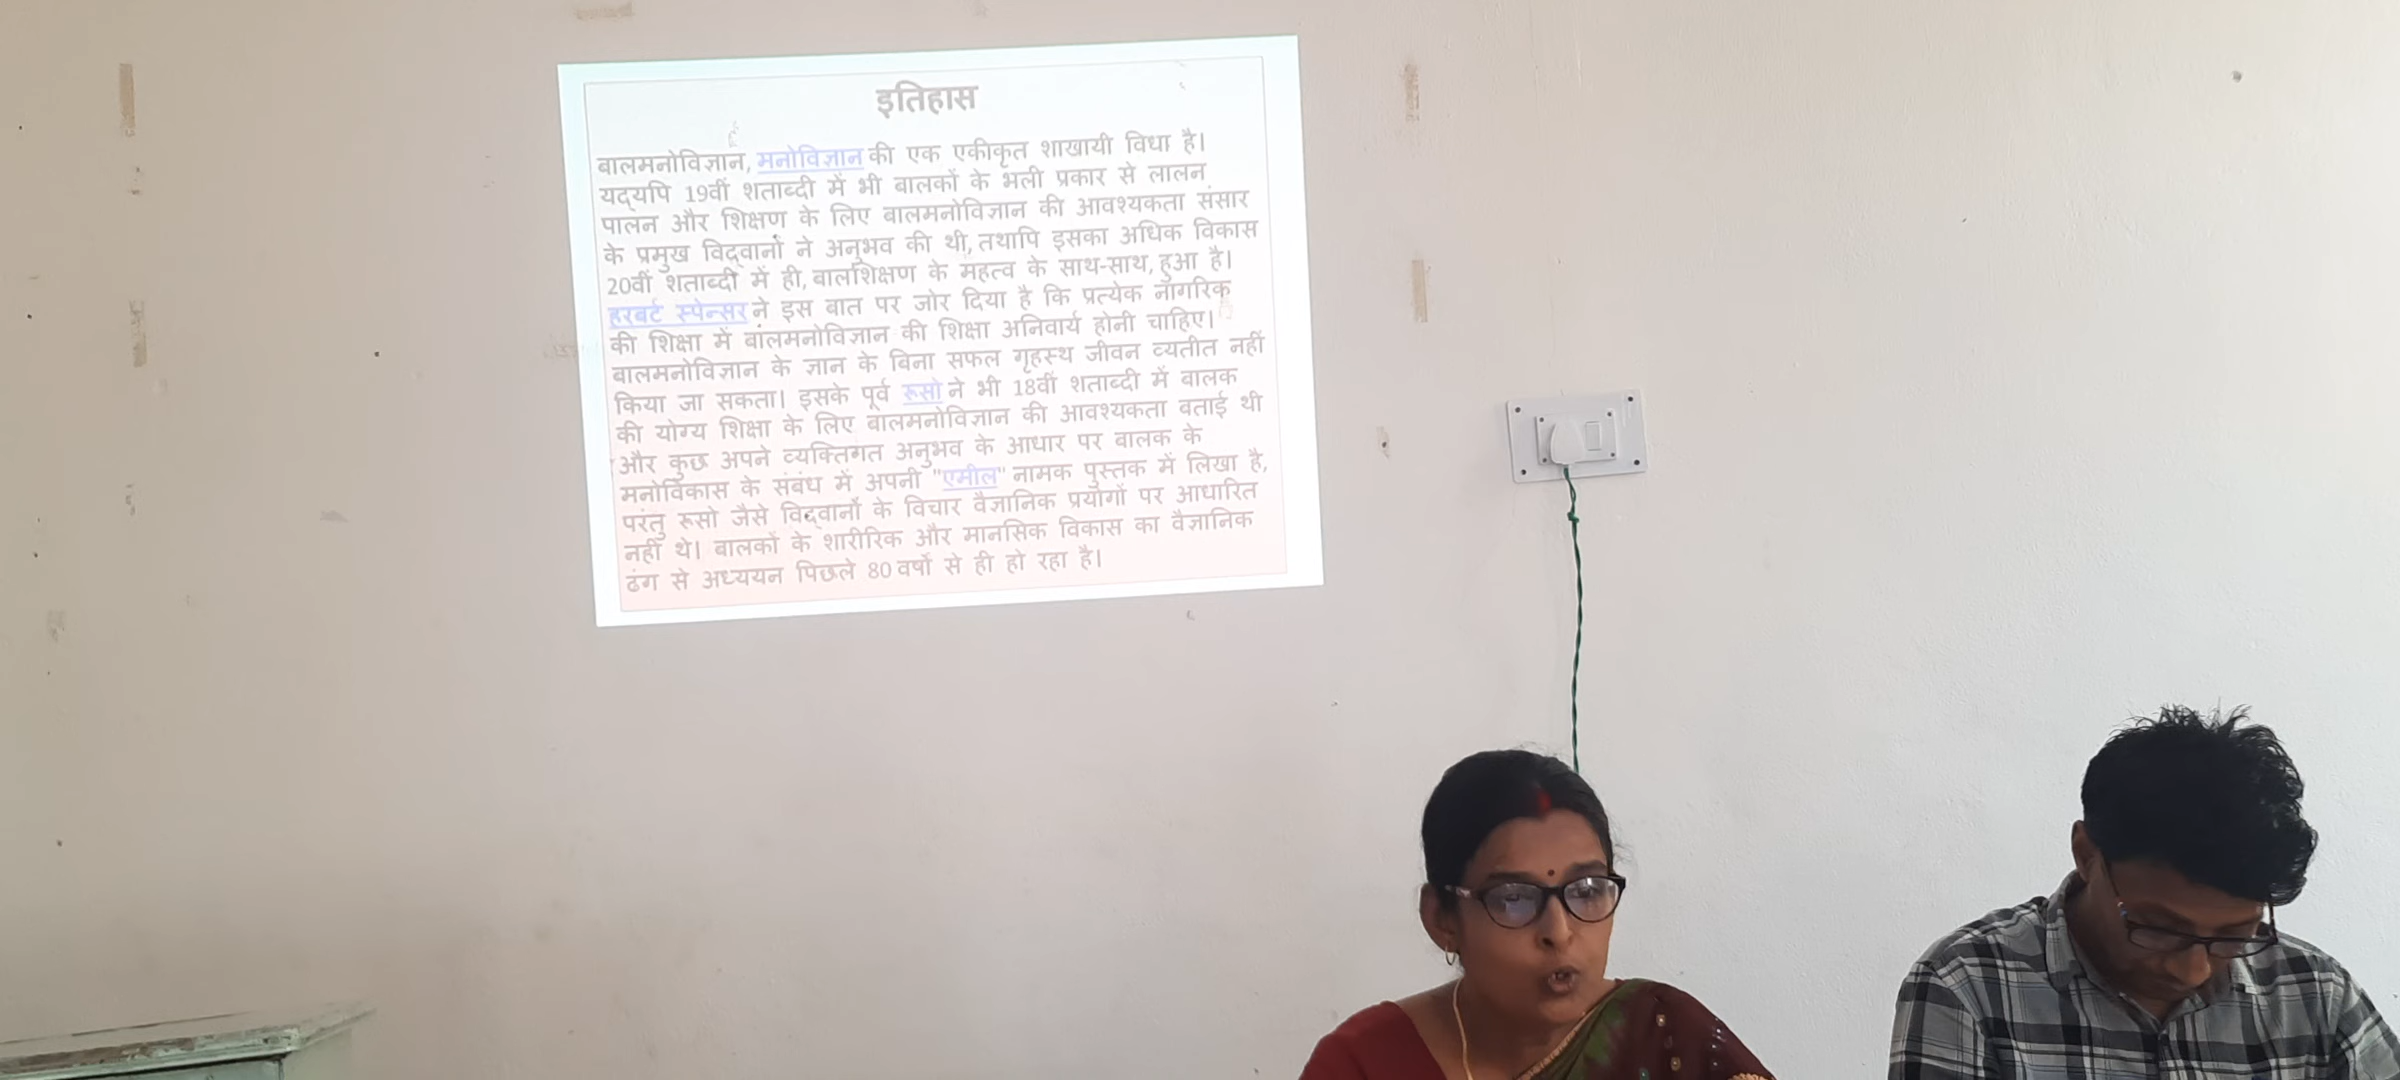 इतिहास
बालमनोविज्ञान, मनोविज्ञान की एक एकीकृत शाखायी विधा है।
यद्यपि 19वीं शताब्दी में भी बालकों के भली प्रकार से लालन
पालन और शिक्षण के लिए बालमनोविज्ञान की आवश्यकता संसार
के प्रमुख विद्वानों ने अनुभव की थी, तथापि इसका अधिक विकास
20वीं शताब्दी में ही, बालशिक्षण के महत्व के साथ-साथ, हुआ है।
हरबर्ट स्पेन्सर ने इस बात पर जोर दिया है कि प्रत्येक नागरिक
की शिक्षा में बालमनोविज्ञान की शिक्षा अनिवार्य होनी चाहिए।
बालमनोविज्ञान के ज्ञान के बिना सफल गृहस्थ जीवन व्यतीत नहीं
किया जा सकता। इसके पूर्व रूसो ने भी 18वीं शताब्दी में बालक
की योग्य शिक्षा के लिए बालमनोविज्ञान की आवश्यकता बताई थी
और कुछ अपने व्यक्तिगत अनुभव के आधार पर बालक के
मनोविकास के संबंध में अपनी "एमील" नामक पुस्तक में लिखा है,
परंतु रूसो जैसे विद्वानों के विचार वैज्ञानिक प्रयोगों पर आधारित
नहीं थे। बालकों के शारीरिक और मानसिक विकास का वैज्ञानिक
ढंग से अध्ययन पिछले 80 वर्षों से ही हो रहा है।